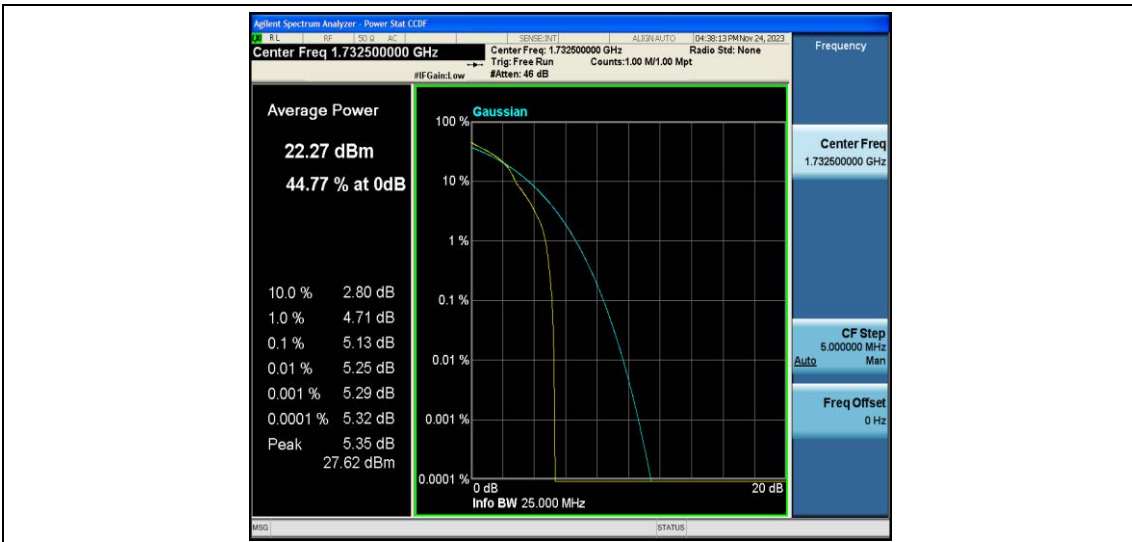 Agilent Spectrum Analyzer - Power Stat CCDF
RL RF 50 Ω AC SENSE:INT ALIGNAUTO 04:38:13 PM Nov 24, 2023
Center Freq 1.732500000 GHz
Center Freq: 1.732500000 GHz Radio Std: None
Trig: Free Run Counts:1.00 M/1.00 Mpt
#IFGain:Low #Atten: 46 dB
Frequency
Average Power
22.27 dBm
44.77 % at 0dB
10.0 % 2.80 dB
1.0 % 4.71 dB
0.1 % 5.13 dB
0.01 % 5.25 dB
0.001 % 5.29 dB
0.0001 % 5.32 dB
Peak 5.35 dB
27.62 dBm
Gaussian
100 %
10 %
1 %
0.1 %
0.01 %
0.001 %
0.0001 %
0 dB 20 dB
Info BW 25.000 MHz
Center Freq
1.732500000 GHz
CF Step
5.000000 MHz
Auto Man
Freq Offset
0 Hz
MSG STATUS